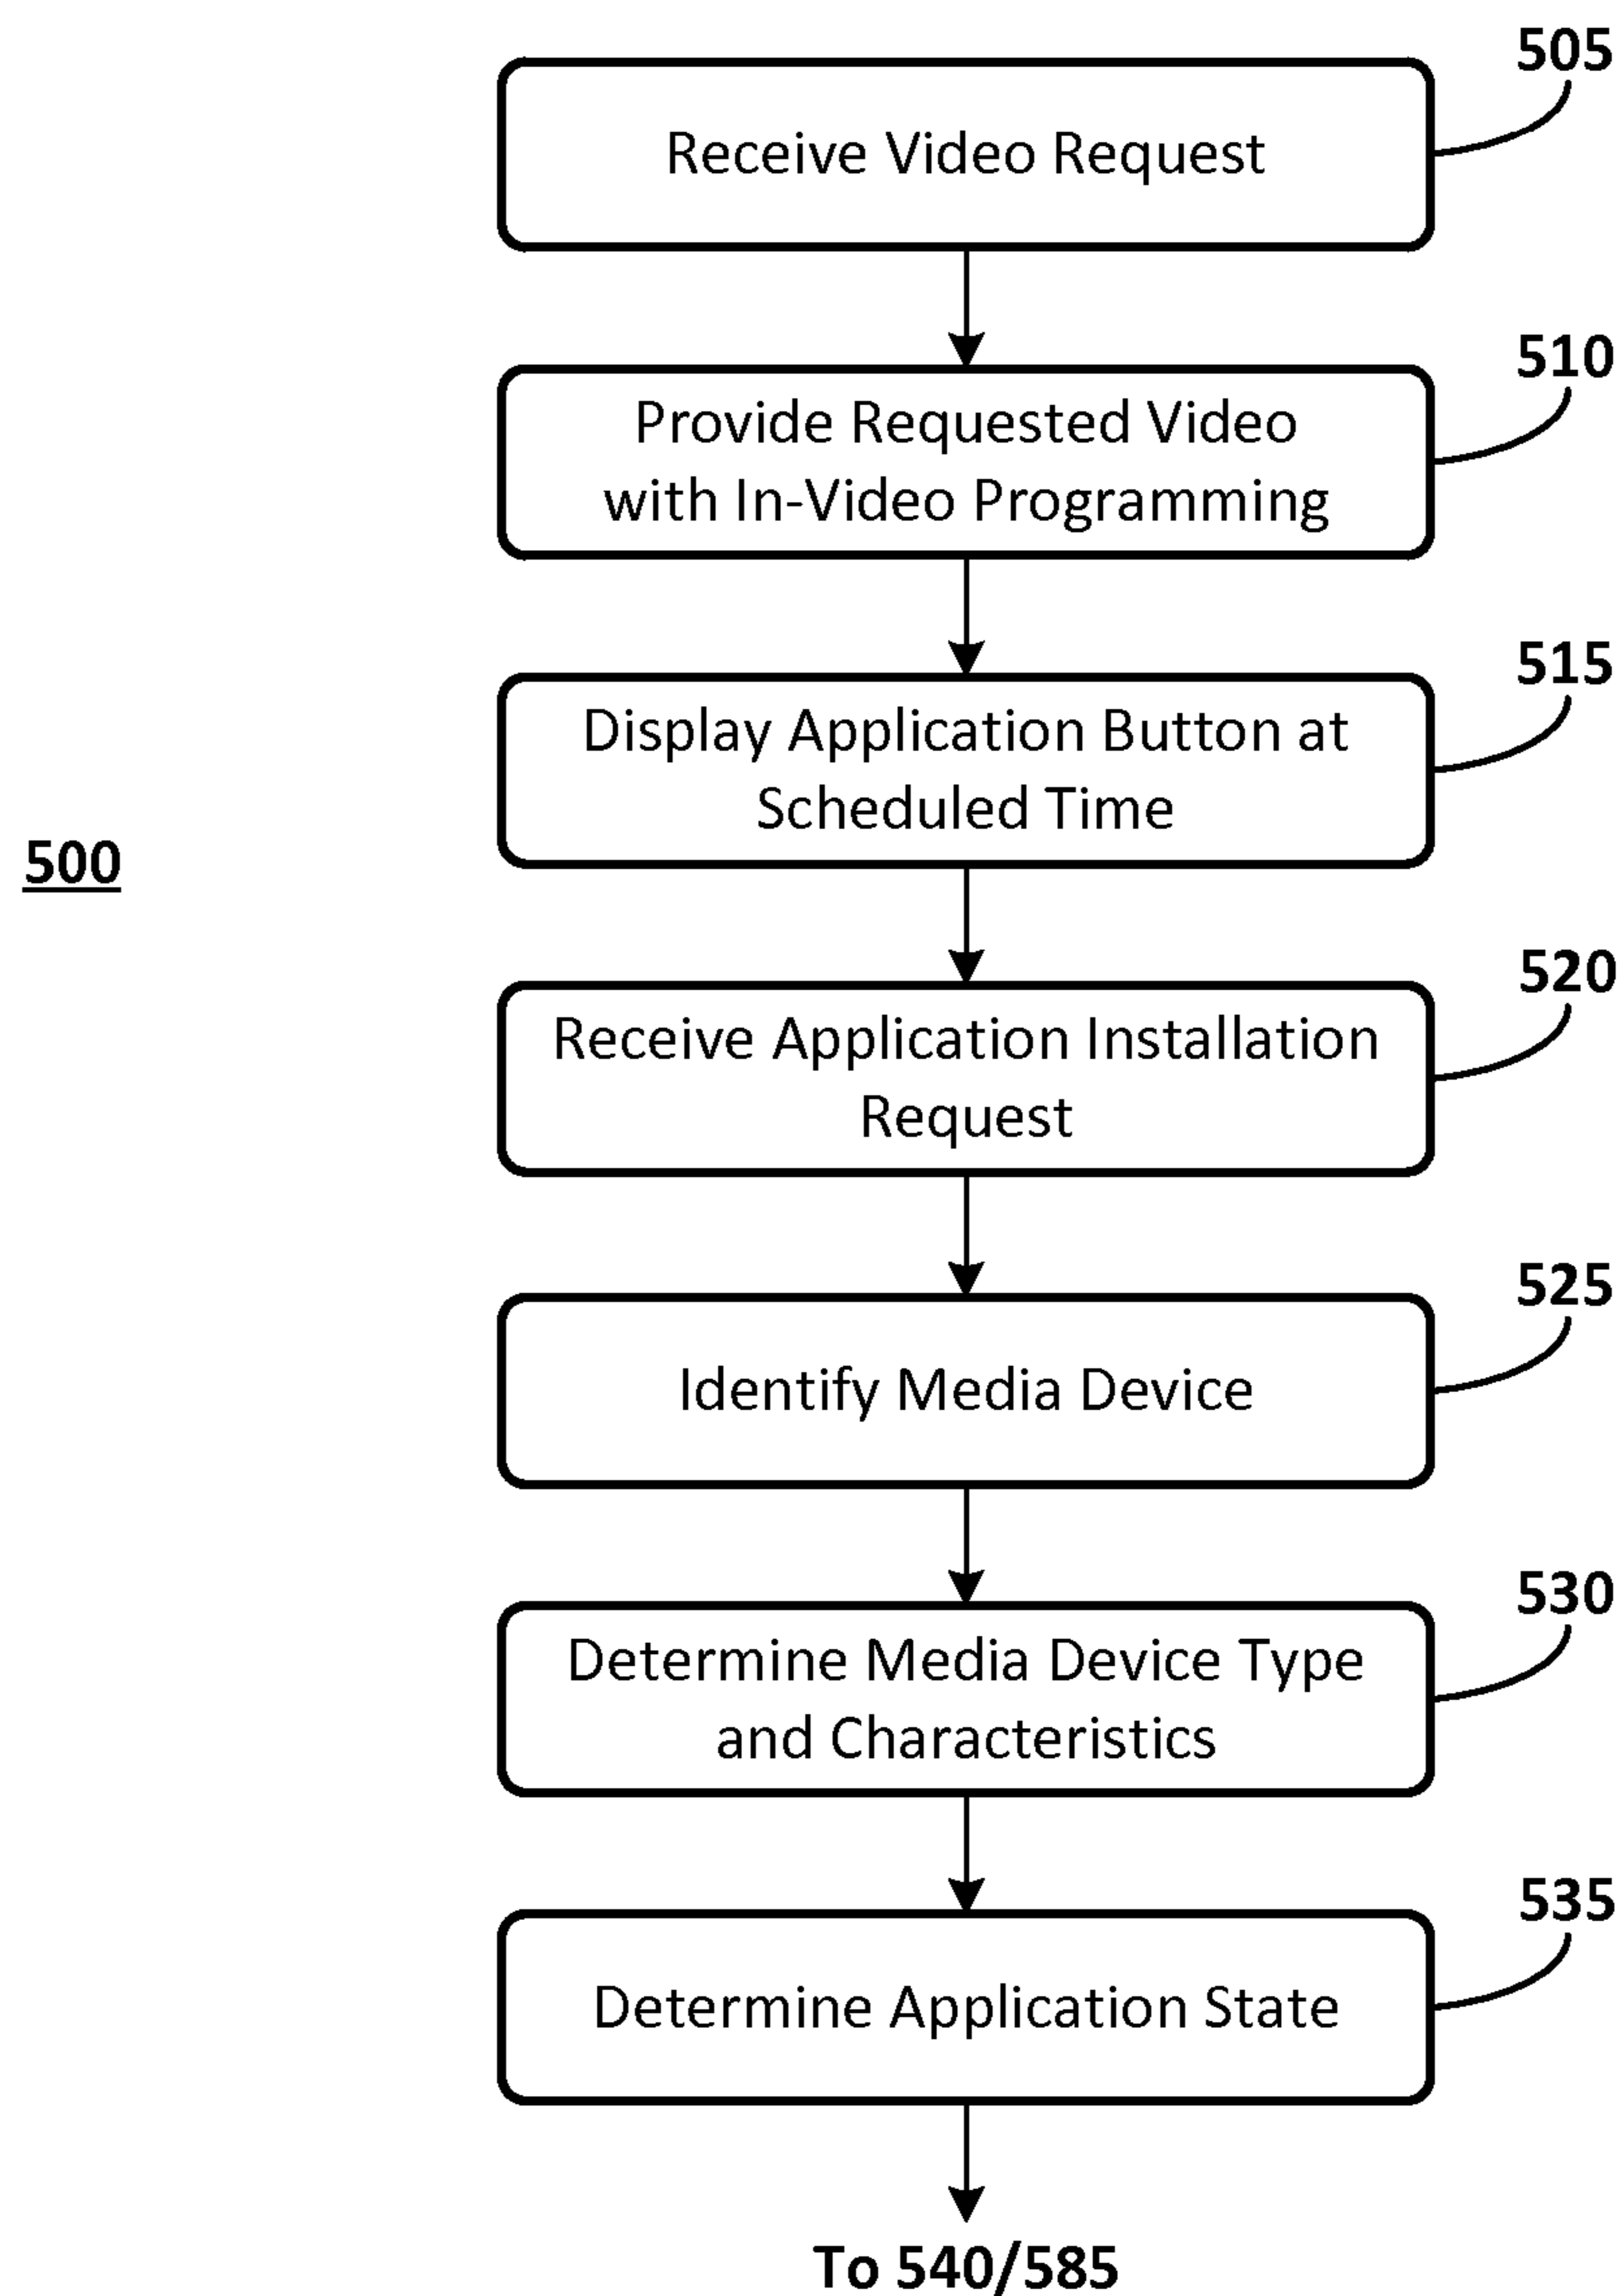 505
Receive Video Request
510
Provide Requested Video
with In-Video Programming
515
Display Application Button at
Scheduled Time
500
520
Receive Application Installation
Request
525
Identify Media Device
530
Determine Media Device Type
and Characteristics
535
Determine Application State
To 540/585